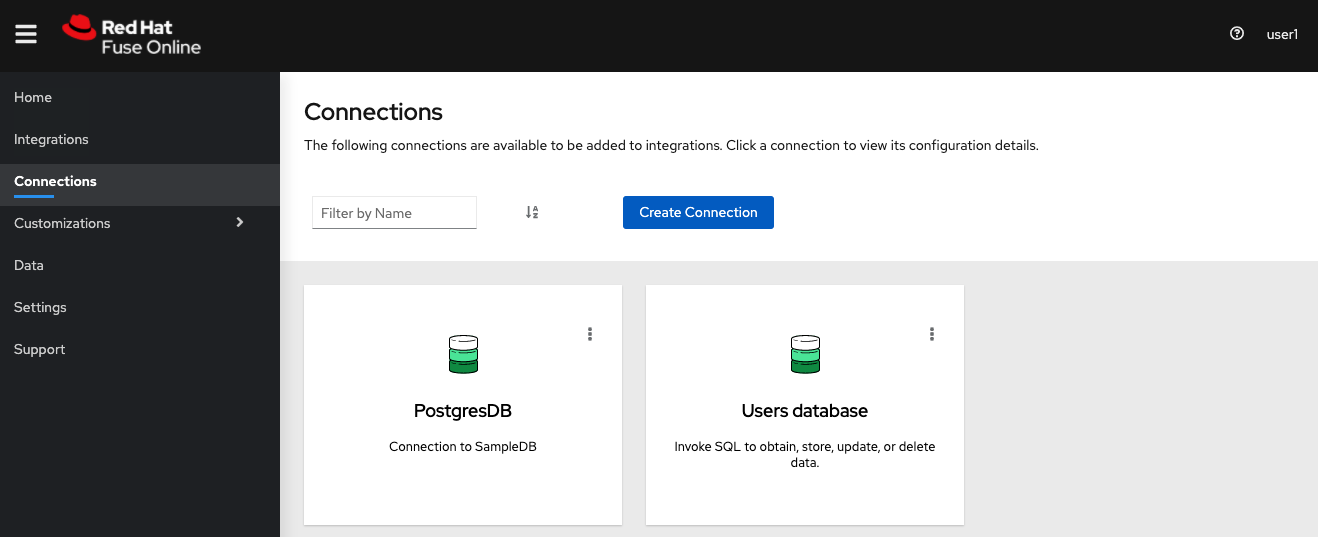 Red Hat
Fuse Online
user1
Home
Integrations
Connections
Customizations
Data
Settings
Support
Connections
The following connections are available to be added to integrations. Click a connection to view its configuration details.
Filter by Name
A
Z
Create Connection
PostgresDB
Connection to SampleDB
Users database
Invoke SQL to obtain, store, update, or delete
data.